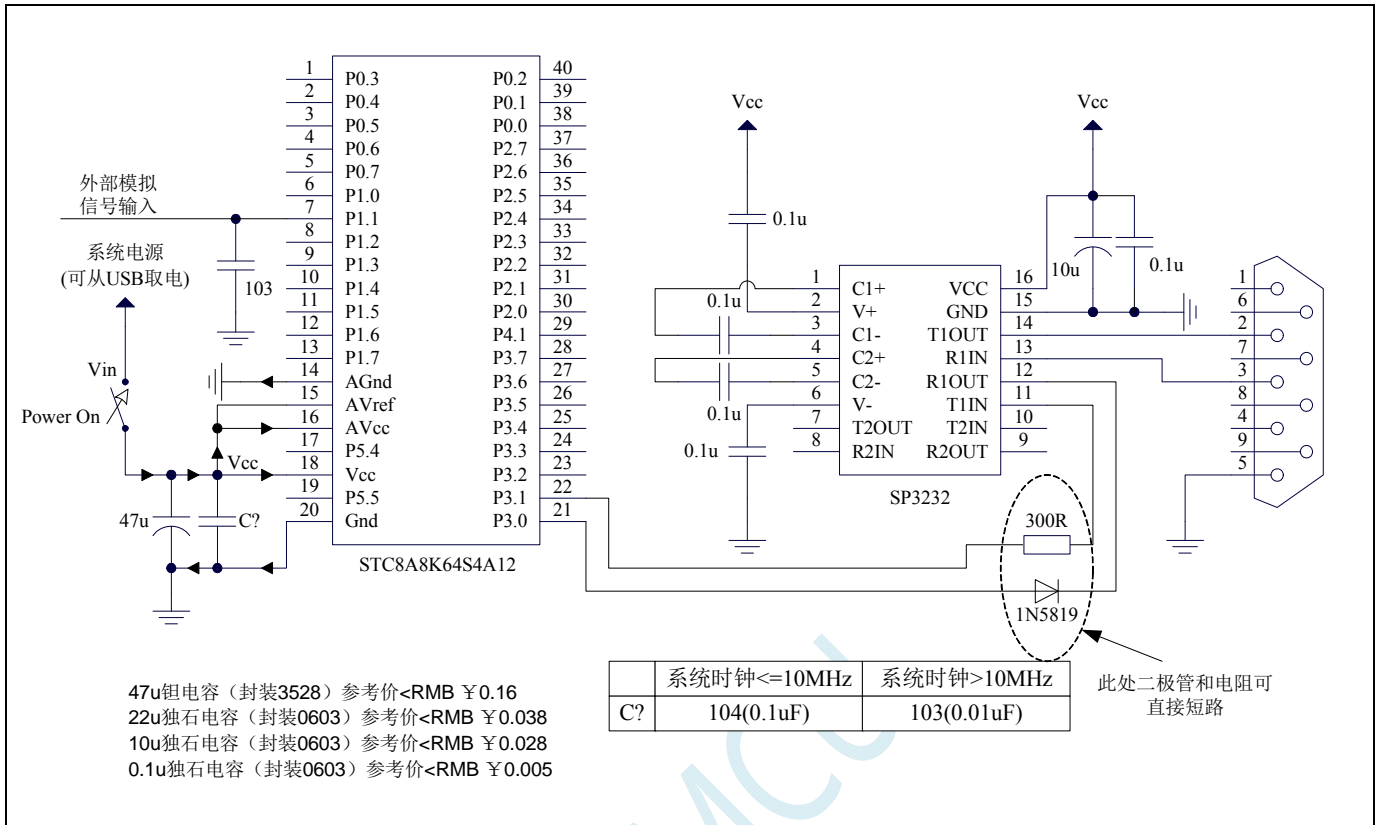 1 P0.3 P0.2 40
2 P0.4 P0.1 39
3 P0.5 P0.0 38
4 P0.6 P2.7 37
5 P0.7 P2.6 36
6 P1.0 P2.5 35
7 P1.1 P2.4 34
8 P1.2 P2.3 33
9 P1.3 P2.2 32
10 P1.4 P2.1 31
11 P1.5 P2.0 30
12 P1.6 P4.1 29
13 P1.7 P3.7 28
14 AGnd P3.6 27
15 AVref P3.5 26
16 AVcc P3.4 25
17 P5.4 P3.3 24
18 Vcc P3.2 23
19 P5.5 P3.1 22
20 Gnd P3.0 21
STC8A8K64S4A12
外部模拟
信号输入
103
系统电源
(可从USB取电)
Vin
Power On
Vcc
47u
C?
Vcc
0.1u
0.1u
0.1u
0.1u
1 C1+ VCC 16
2 V+ GND 15
3 C1- T1OUT 14
4 C2+ R1IN 13
5 C2- R1OUT 12
6 V- T1IN 11
7 T2OUT T2IN 10
8 R2IN R2OUT 9
SP3232
Vcc
10u
0.1u
1
6
2
7
3
8
4
9
5
300R
1N5819
此处二极管和电阻可
直接短路
系统时钟<=10MHz 系统时钟>10MHz
C? 104(0.1uF) 103(0.01uF)
47u钽电容（封装3528）参考价<RMB ￥0.16
22u独石电容（封装0603）参考价<RMB ￥0.038
10u独石电容（封装0603）参考价<RMB ￥0.028
0.1u独石电容（封装0603）参考价<RMB ￥0.005
MCU